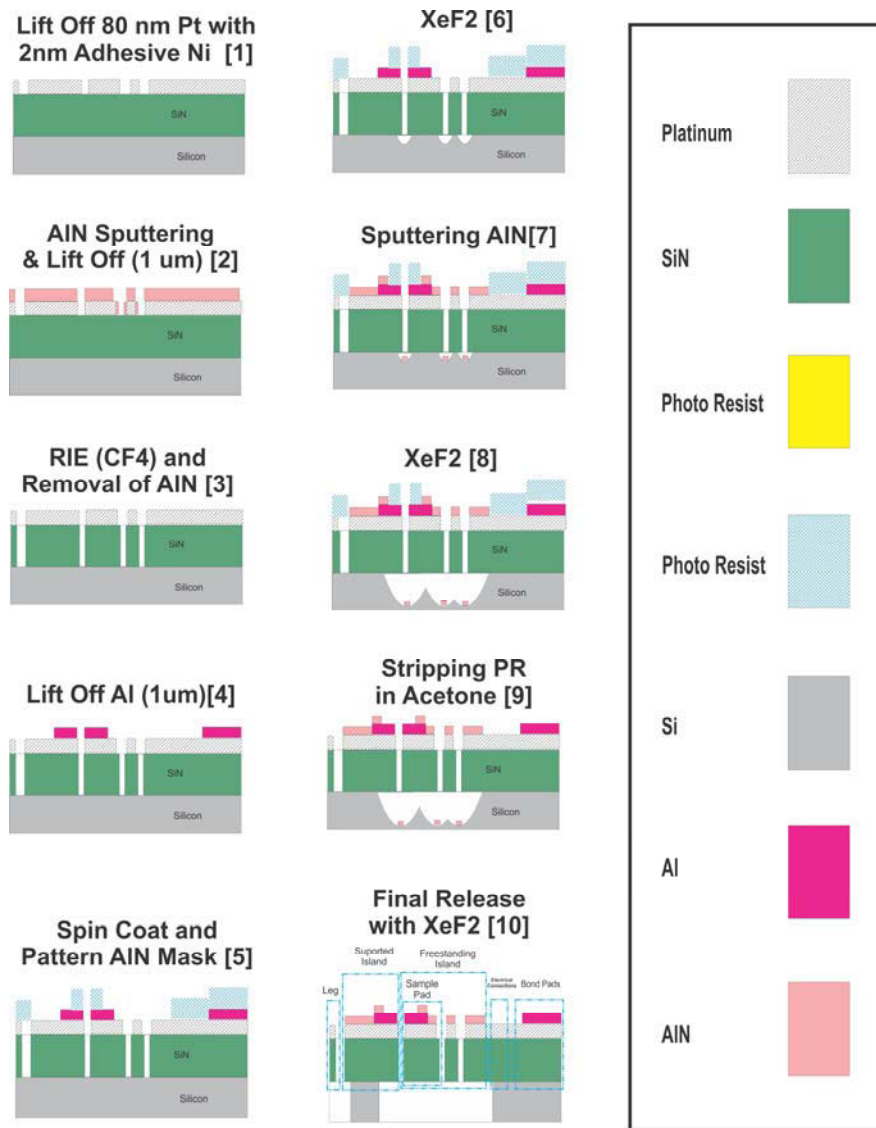 Lift Off 80 nm Pt with
2nm Adhesive Ni [1]
SiN
Silicon
AlN Sputtering
& Lift Off (1 um) [2]
SiN
Silicon
RIE (CF4) and
Removal of AlN [3]
SiN
Silicon
Lift Off Al (1um)[4]
SiN
Silicon
Spin Coat and
Pattern AlN Mask [5]
SiN
Silicon
XeF2 [6]
SiN
Silicon
Sputtering AlN[7]
SiN
Silicon
XeF2 [8]
SiN
Silicon
Stripping PR
in Acetone [9]
SiN
Silicon
Final Release
with XeF2 [10]
Suported
Island
Freestanding
Island
Leg
Sample
Pad
Electrical
Connections
Bond Pads
Platinum
SiN
Photo Resist
Photo Resist
Si
Al
AlN